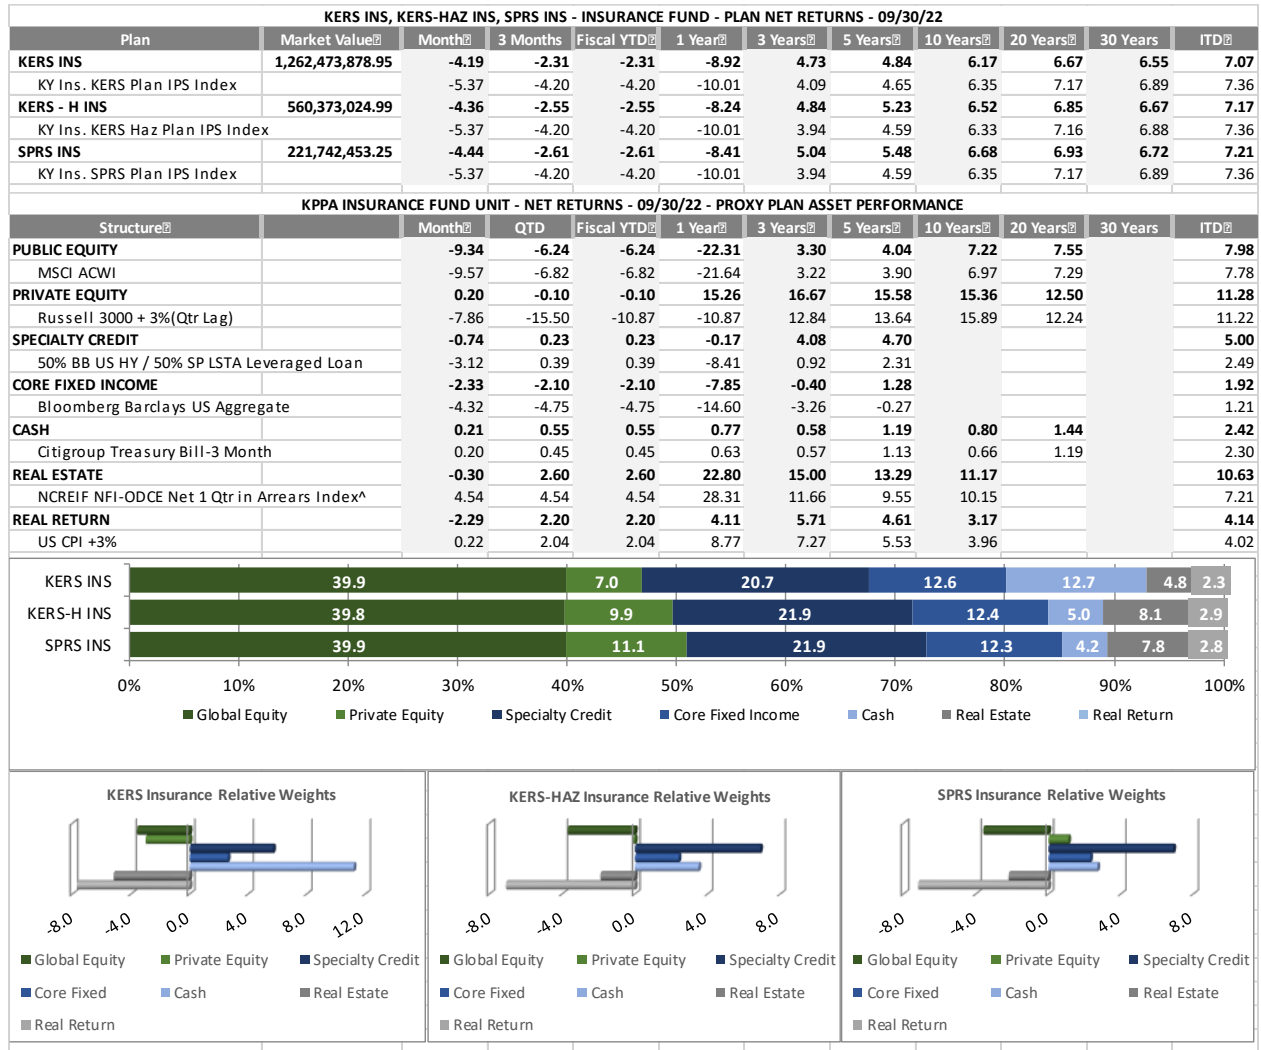 KERS INS, KERS-HAZ INS, SPRS INS - INSURANCE FUND - PLAN NET RETURNS - 09/30/22
Plan Market Value Month 3 Months Fiscal YTD 1 Year 3 Years 5 Years 10 Years 20 Years 30 Years ITD
KERS INS 1,262,473,878.95 -4.19 -2.31 -2.31 -8.92 4.73 4.84 6.17 6.67 6.55 7.07
KY Ins. KERS Plan IPS Index -5.37 -4.20 -4.20 -10.01 4.09 4.65 6.35 7.17 6.89 7.36
KERS - H INS 560,373,024.99 -4.36 -2.55 -2.55 -8.24 4.84 5.23 6.52 6.85 6.67 7.17
KY Ins. KERS Haz Plan IPS Index -5.37 -4.20 -4.20 -10.01 3.94 4.59 6.33 7.16 6.88 7.36
SPRS INS 221,742,453.25 -4.44 -2.61 -2.61 -8.41 5.04 5.48 6.68 6.93 6.72 7.21
KY Ins. SPRS Plan IPS Index -5.37 -4.20 -4.20 -10.01 3.94 4.59 6.35 7.17 6.89 7.36
KPPA INSURANCE FUND UNIT - NET RETURNS - 09/30/22 - PROXY PLAN ASSET PERFORMANCE
Structure Month QTD Fiscal YTD 1 Year 3 Years 5 Years 10 Years 20 Years 30 Years ITD
PUBLIC EQUITY -9.34 -6.24 -6.24 -22.31 3.30 4.04 7.22 7.55 7.98
MSCI ACWI -9.57 -6.82 -6.82 -21.64 3.22 3.90 6.97 7.29 7.78
PRIVATE EQUITY 0.20 -0.10 -0.10 15.26 16.67 15.58 15.36 12.50 11.28
Russell 3000 + 3%(Qtr Lag) -7.86 -15.50 -10.87 -10.87 12.84 13.64 15.89 12.24 11.22
SPECIALTY CREDIT -0.74 0.23 0.23 -0.17 4.08 4.70 5.00
50% BB US HY / 50% SP LSTA Leveraged Loan -3.12 0.39 0.39 -8.41 0.92 2.31 2.49
CORE FIXED INCOME -2.33 -2.10 -2.10 -7.85 -0.40 1.28 1.92
Bloomberg Barclays US Aggregate -4.32 -4.75 -4.75 -14.60 -3.26 -0.27 1.21
CASH 0.21 0.55 0.55 0.77 0.58 1.19 0.80 1.44 2.42
Citigroup Treasury Bill-3 Month 0.20 0.45 0.45 0.63 0.57 1.13 0.66 1.19 2.30
REAL ESTATE -0.30 2.60 2.60 22.80 15.00 13.29 11.17 10.63
NCREIF NFI-ODCE Net 1 Qtr in Arrears Index^ 4.54 4.54 4.54 28.31 11.66 9.55 10.15 7.21
REAL RETURN -2.29 2.20 2.20 4.11 5.71 4.61 3.17 4.14
US CPI +3% 0.22 2.04 2.04 8.77 7.27 5.53 3.96 4.02
KERS INS 39.9 7.0 20.7 12.6 12.7 4.8 2.3
KERS-H INS 39.8 9.9 21.9 12.4 5.0 8.1 2.9
SPRS INS 39.9 11.1 21.9 12.3 4.2 7.8 2.8
0% 10% 20% 30% 40% 50% 60% 70% 80% 90% 100%
Global Equity Private Equity Specialty Credit Core Fixed Income Cash Real Estate Real Return
KERS Insurance Relative Weights
-8.0 -4.0 0.0 4.0 8.0 12.0
Global Equity Private Equity Specialty Credit
Core Fixed Cash Real Estate
Real Return
KERS-HAZ Insurance Relative Weights
-8.0 -4.0 0.0 4.0 8.0
Global Equity Private Equity Specialty Credit
Core Fixed Cash Real Estate
Real Return
SPRS Insurance Relative Weights
-8.0 -4.0 0.0 4.0 8.0
Global Equity Private Equity Specialty Credit
Core Fixed Cash Real Estate
Real Return